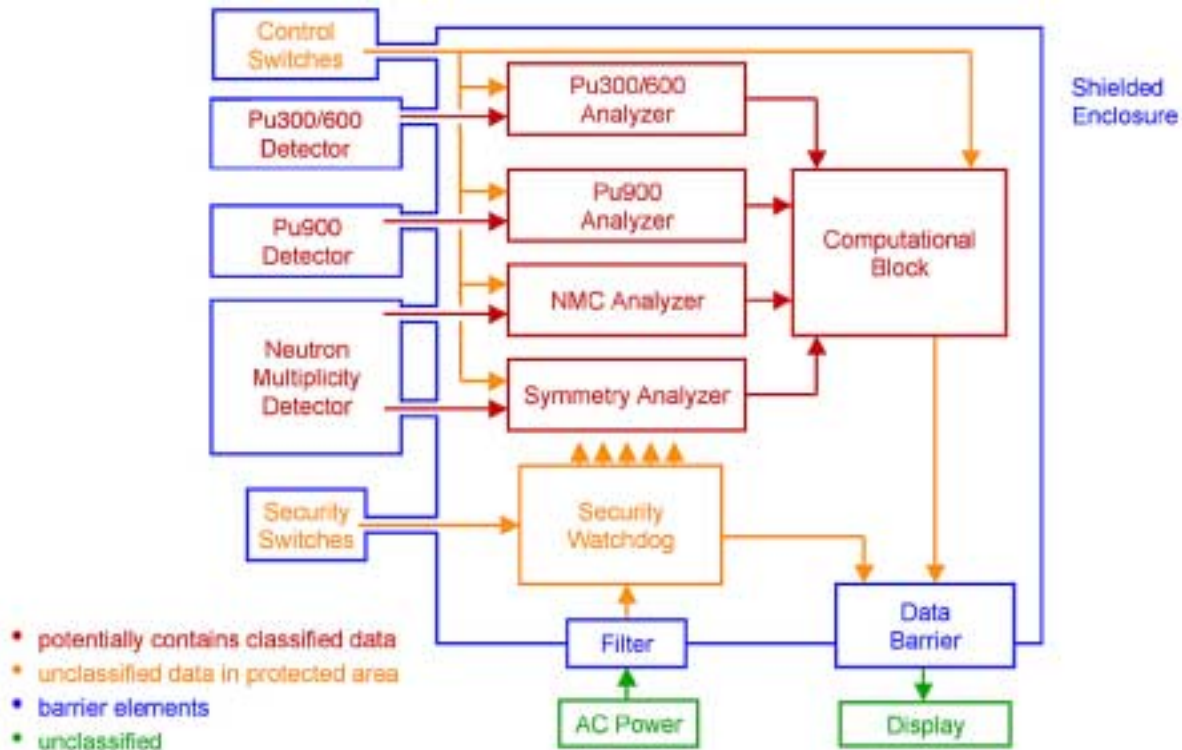 Control
Switches
Pu300/600
Detector
Pu900
Detector
Neutron
Multiplicity
Detector
Security
Switches
Pu300/600
Analyzer
Pu900
Analyzer
NMC Analyzer
Symmetry Analyzer
Security
Watchdog
Computational
Block
Shielded
Enclosure
Filter
Data
Barrier
AC Power
Display
• potentially contains classified data
• unclassified data in protected area
• barrier elements
• unclassified